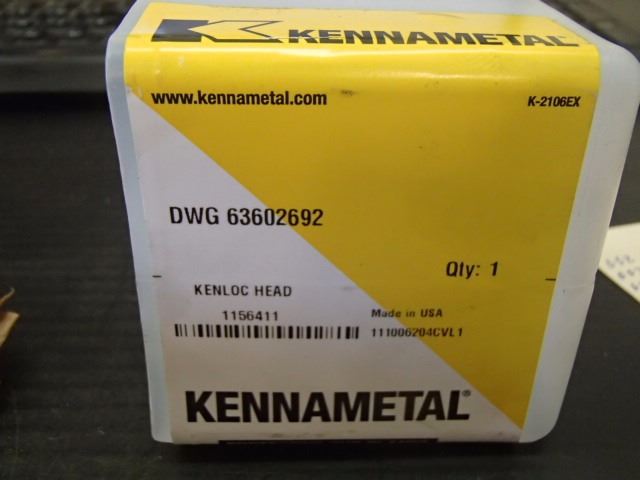 KENNAMETAL
www.kennametal.com K-2106EX
DWG 63602692
Qty: 1
KENLOC HEAD
1156411 Made in USA
111006204CVL1
KENNAMETAL®